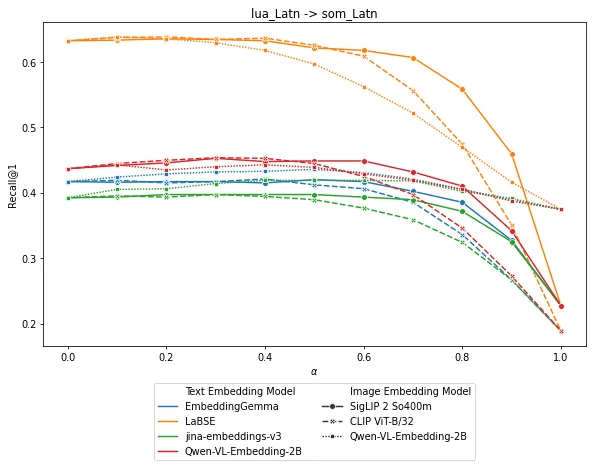 lua_Latn -> som_Latn
Recall@1
0.6
0.5
0.4
0.3
0.2
0.0
0.2
0.4
0.6
0.8
1.0
α
Text Embedding Model
EmbeddingGemma
LaBSE
jina-embeddings-v3
Qwen-VL-Embedding-2B
Image Embedding Model
SigLIP 2 So400m
CLIP ViT-B/32
Qwen-VL-Embedding-2B